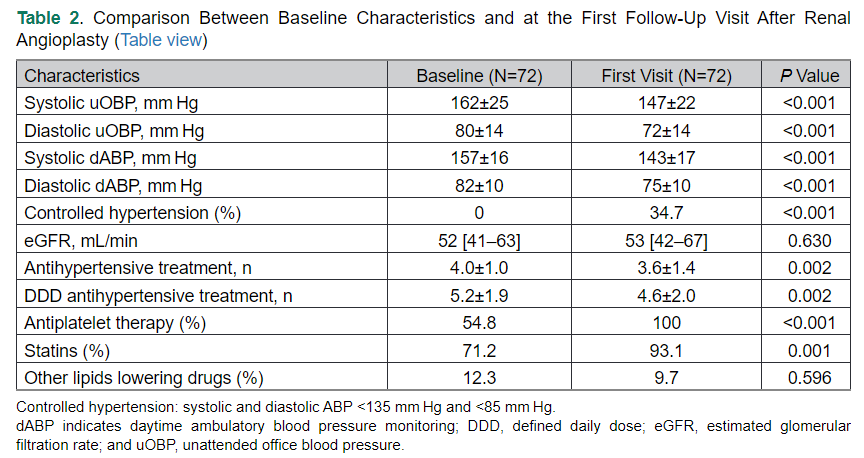 Table 2. Comparison Between Baseline Characteristics and at the First Follow-Up Visit After Renal
Angioplasty (Table view)
Characteristics Baseline (N=72) First Visit (N=72) P Value
Systolic uOBP, mm Hg 162±25 147±22 <0.001
Diastolic uOBP, mm Hg 80±14 72±14 <0.001
Systolic dABP, mm Hg 157±16 143±17 <0.001
Diastolic dABP, mm Hg 82±10 75±10 <0.001
Controlled hypertension (%) 0 34.7 <0.001
eGFR, mL/min 52 [41–63] 53 [42–67] 0.630
Antihypertensive treatment, n 4.0±1.0 3.6±1.4 0.002
DDD antihypertensive treatment, n 5.2±1.9 4.6±2.0 0.002
Antiplatelet therapy (%) 54.8 100 <0.001
Statins (%) 71.2 93.1 0.001
Other lipids lowering drugs (%) 12.3 9.7 0.596
Controlled hypertension: systolic and diastolic ABP <135 mm Hg and <85 mm Hg.
dABP indicates daytime ambulatory blood pressure monitoring; DDD, defined daily dose; eGFR, estimated glomerular
filtration rate; and uOBP, unattended office blood pressure.